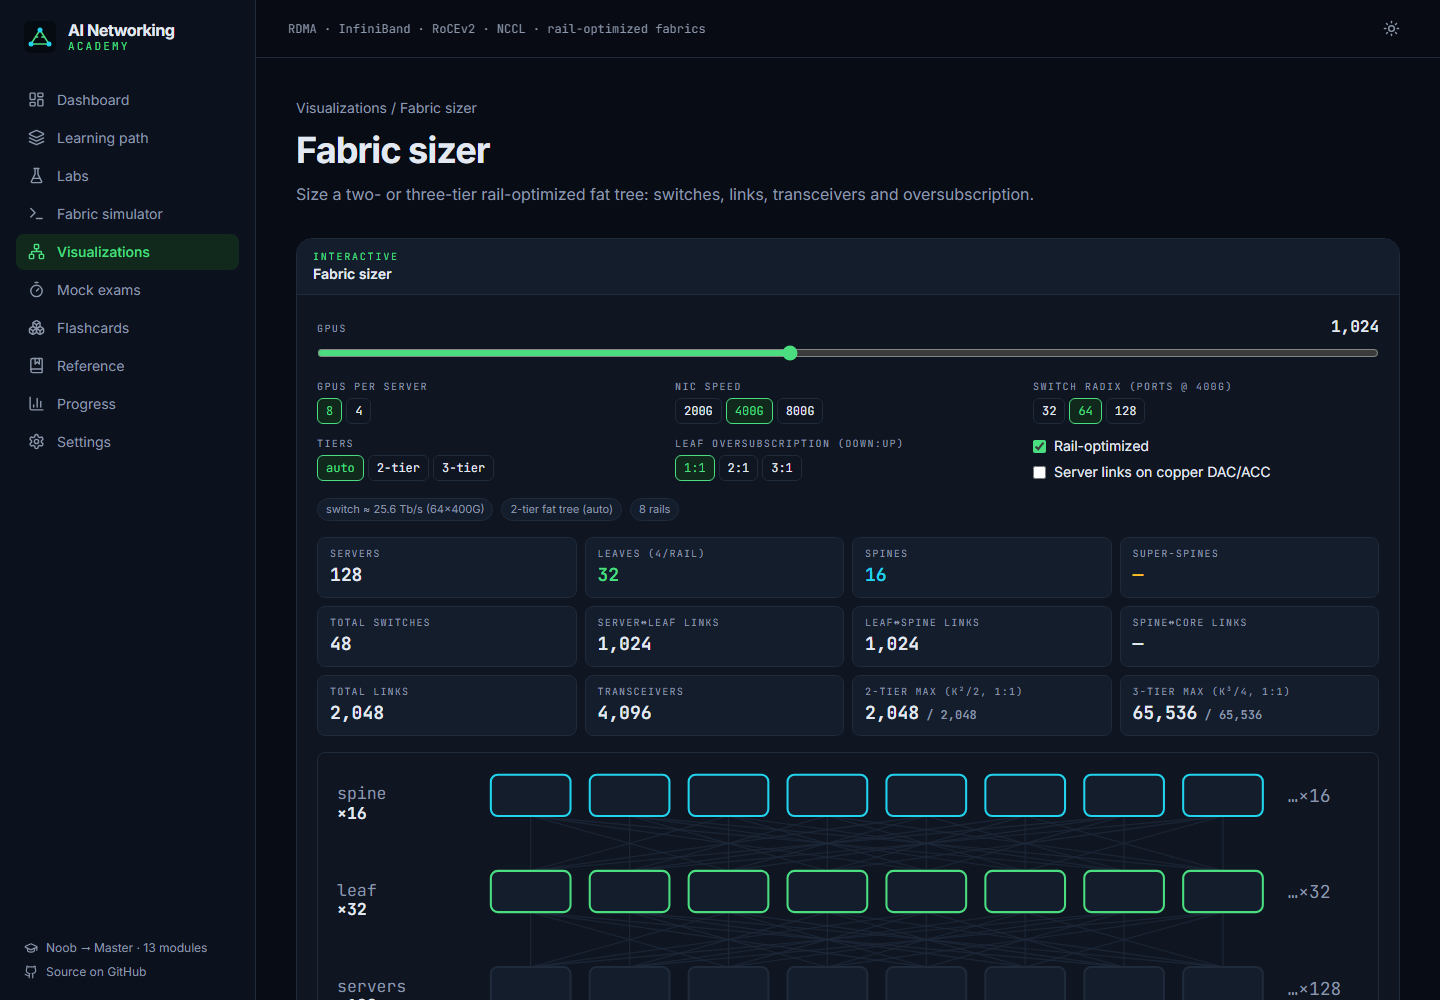 AI Networking
ACADEMY
Dashboard
Learning path
Labs
Fabric simulator
Visualizations
Mock exams
Flashcards
Reference
Progress
Settings
Noob → Master · 13 modules
Source on GitHub
RDMA · InfiniBand · RoCEv2 · NCCL · rail-optimized fabrics
Visualizations / Fabric sizer
Fabric sizer
Size a two- or three-tier rail-optimized fat tree: switches, links, transceivers and oversubscription.
INTERACTIVE
Fabric sizer
GPUS 1,024
GPUS PER SERVER
8 4
NIC SPEED
200G 400G 800G
SWITCH RADIX (PORTS @ 400G)
32 64 128
TIERS
auto 2-tier 3-tier
LEAF OVERSUBSCRIPTION (DOWN:UP)
1:1 2:1 3:1
Rail-optimized
Server links on copper DAC/ACC
switch ≈ 25.6 Tb/s (64×400G) 2-tier fat tree (auto) 8 rails
SERVERS
128
LEAVES (4/RAIL)
32
SPINES
16
SUPER-SPINES
—
TOTAL SWITCHES
48
SERVER↔LEAF LINKS
1,024
LEAF↔SPINE LINKS
1,024
SPINE↔CORE LINKS
—
TOTAL LINKS
2,048
TRANSCEIVERS
4,096
2-TIER MAX (K²/2, 1:1)
2,048 / 2,048
3-TIER MAX (K³/4, 1:1)
65,536 / 65,536
spine
×16
…×16
leaf
×32
…×32
servers
…×128